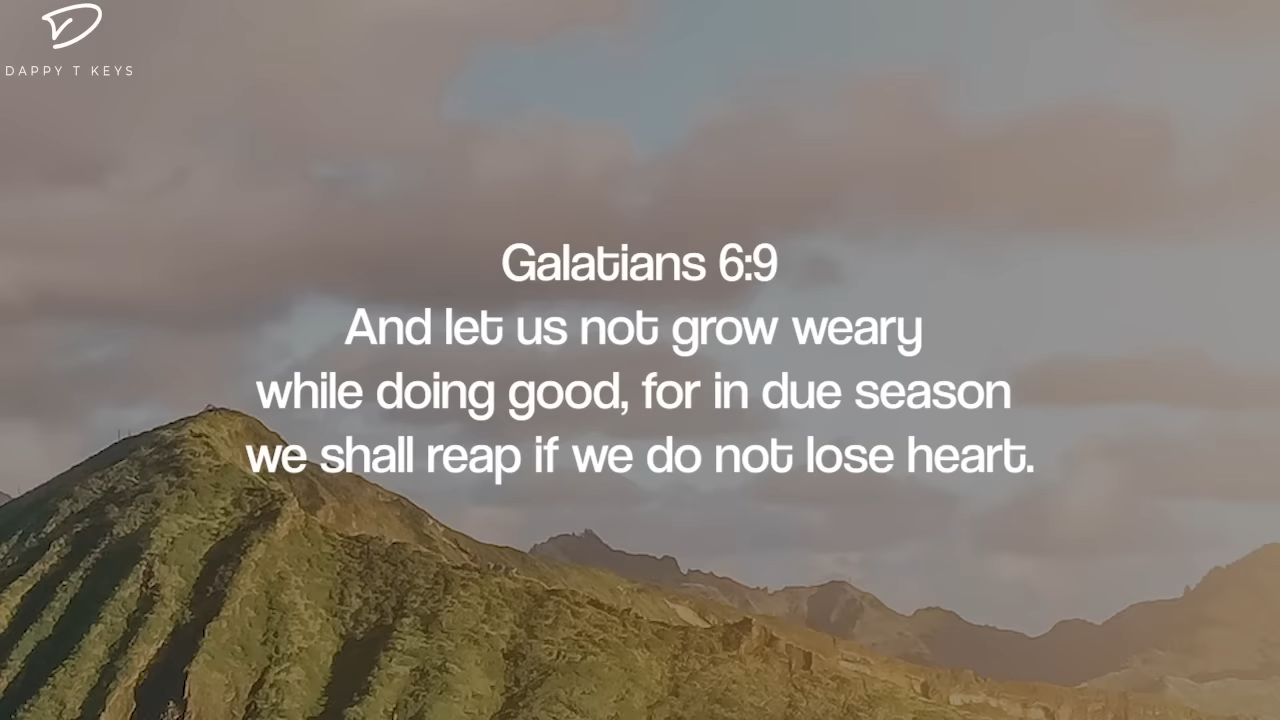 DAPPY T KEYS
Galatians 6:9
And let us not grow weary
while doing good, for in due season
we shall reap if we do not lose heart.